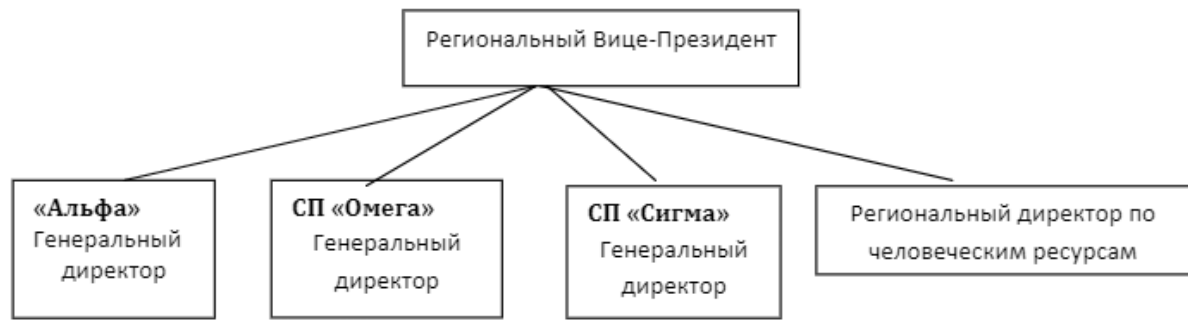 Региональный Вице-Президент
«Альфа»
Генеральный
директор
СП «Омега»
Генеральный
директор
СП «Сигма»
Генеральный
директор
Региональный директор по
человеческим ресурсам